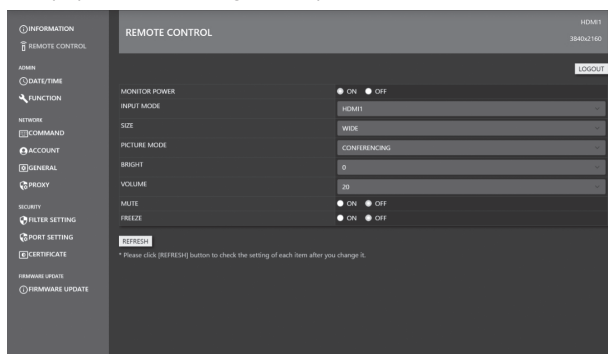 INFORMATION
REMOTE CONTROL
ADMIN
DATE/TIME
FUNCTION
NETWORK
COMMAND
ACCOUNT
GENERAL
PROXY
SECURITY
FILTER SETTING
PORT SETTING
CERTIFICATE
FIRMWARE UPDATE
FIRMWARE UPDATE
REMOTE CONTROL
HDMI1
3840x2160
LOGOUT
MONITOR POWER ON OFF
INPUT MODE HDMI1
SIZE WIDE
PICTURE MODE CONFERENCING
BRIGHT 0
VOLUME 20
MUTE ON OFF
FREEZE ON OFF
REFRESH
* Please click [REFRESH] button to check the setting of each item after you change it.